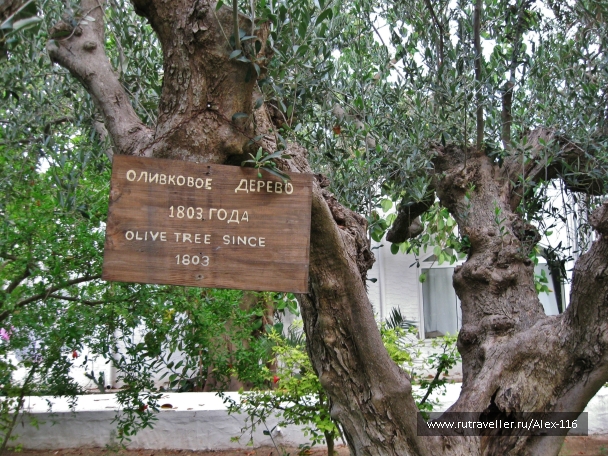 ОЛИВКОВОЕ ДЕРЕВО
1803 ГОДА
OLIVE TREE SINCE
1803
www.rutraveller.ru/Alex-116